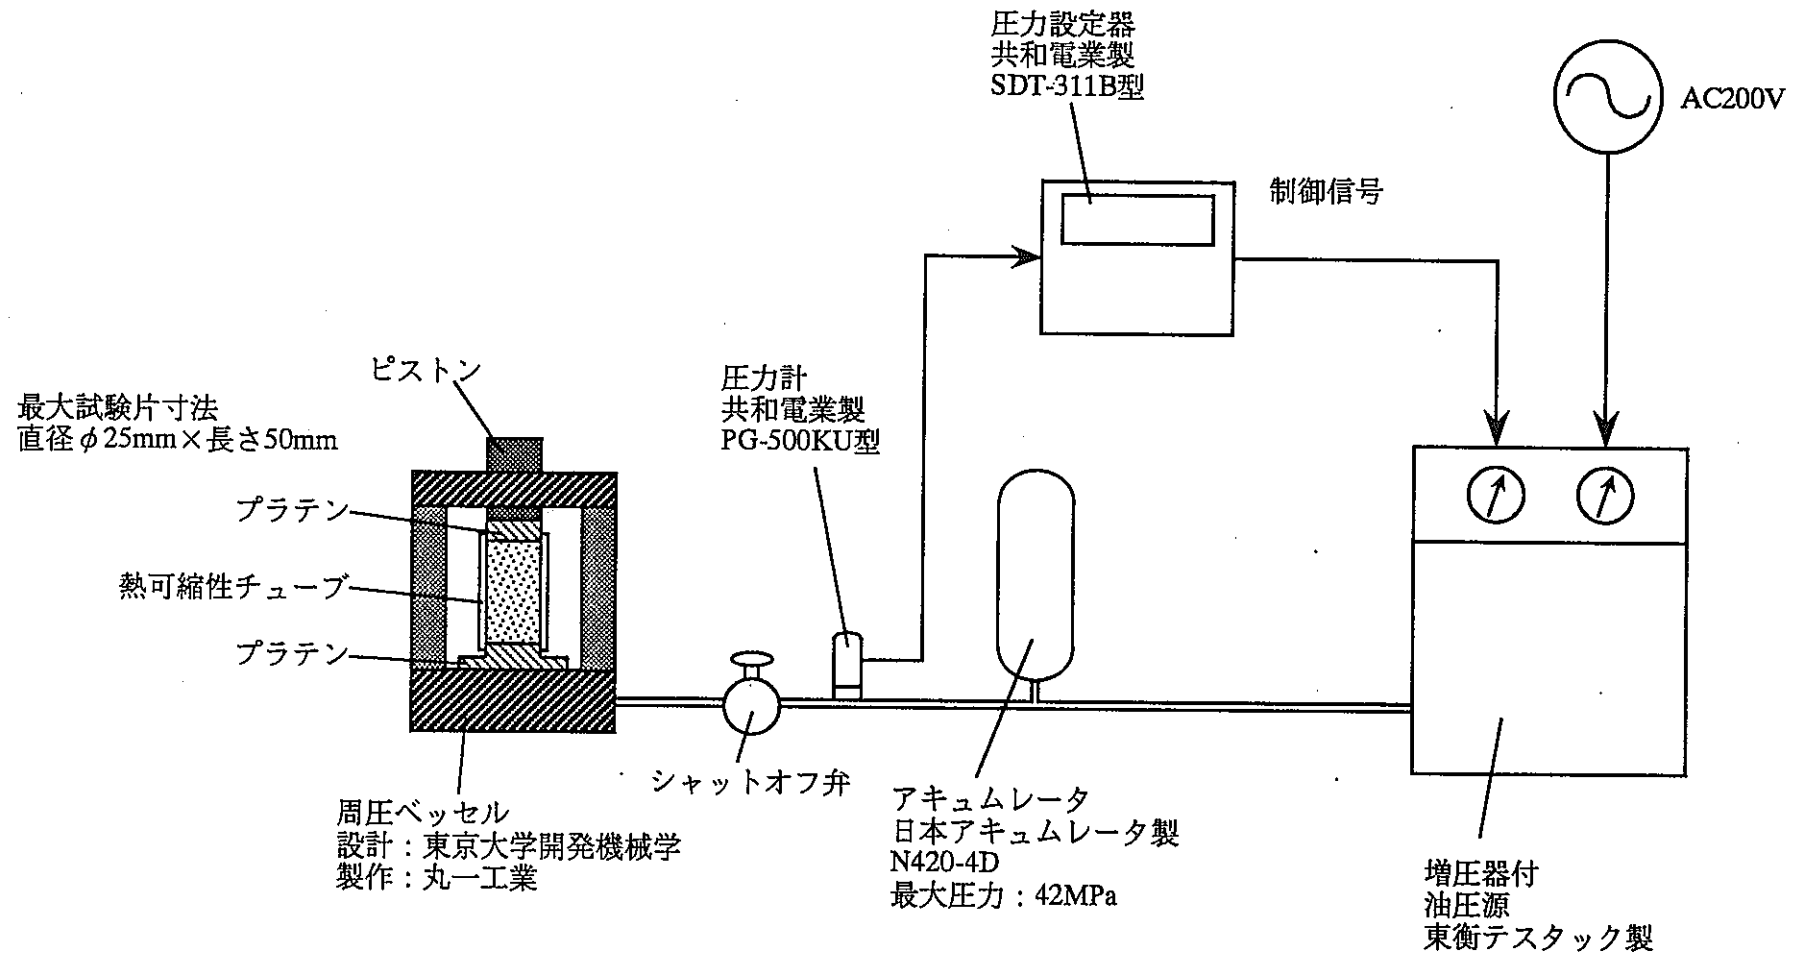 圧力設定器
共和電業製
SDT-311B型
AC200V
制御信号
ピストン
最大試験片寸法
直径φ25mm×長さ50mm
圧力計
共和電業製
PG-500KU型
プラテン
熱可縮性チューブ
プラテン
シャットオフ弁
周圧ベッセル
設計：東京大学開発機械学
製作：丸一工業
アキュムレータ
日本アキュムレータ製
N420-4D
最大圧力：42MPa
増圧器付
油圧源
東衡テスタック製